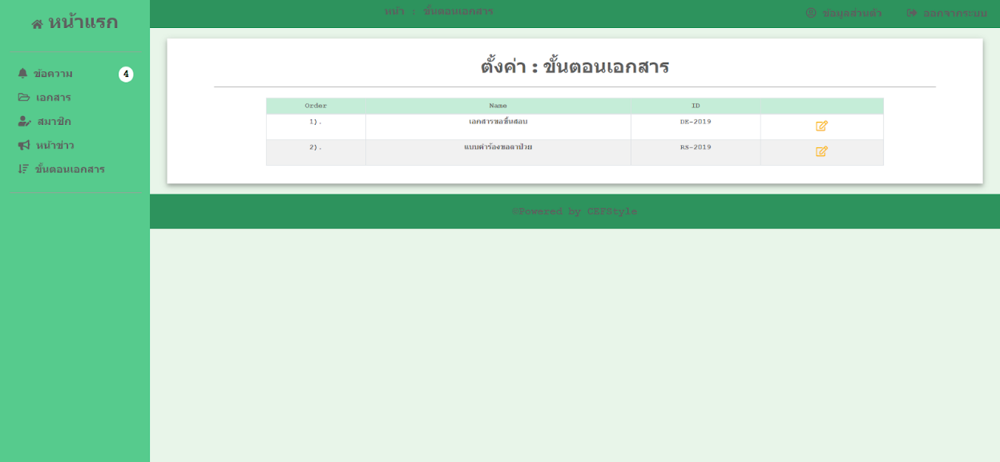 หน้าแรก
ข้อความ 4
เอกสาร
สมาชิก
หน้าข่าว
ขั้นตอนเอกสาร
หน้า : ขั้นตอนเอกสาร
ข้อมูลส่วนตัว ออกจากระบบ
ตั้งค่า : ขั้นตอนเอกสาร
Order Name ID
1). เอกสารขอขึ้นสอบ DE-2019
2). แบบคำร้องขอลาป่วย RS-2019
©Powered by CEFStyle